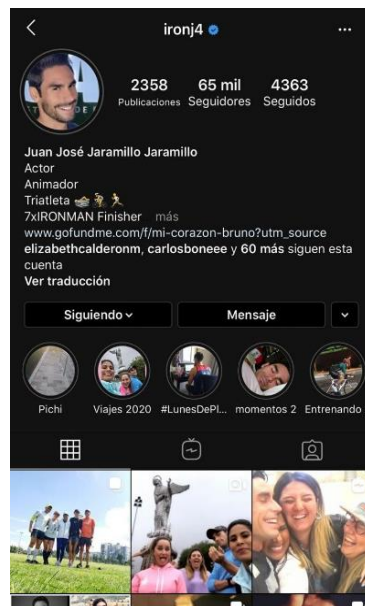 ironj4
2358 65 mil 4363
Publicaciones Seguidores Seguidos
Juan José Jaramillo Jaramillo
Actor
Animador
Triatleta 🏊🚴🏃
7xIRONMAN Finisher más
www.gofundme.com/f/mi-corazon-bruno?utm_source
elizabethcalderonm, carlosboneee y 60 más siguen esta
cuenta
Ver traducción
Siguiendo Mensaje
Pichi Viajes 2020 #LunesDePl... momentos 2 Entrenando